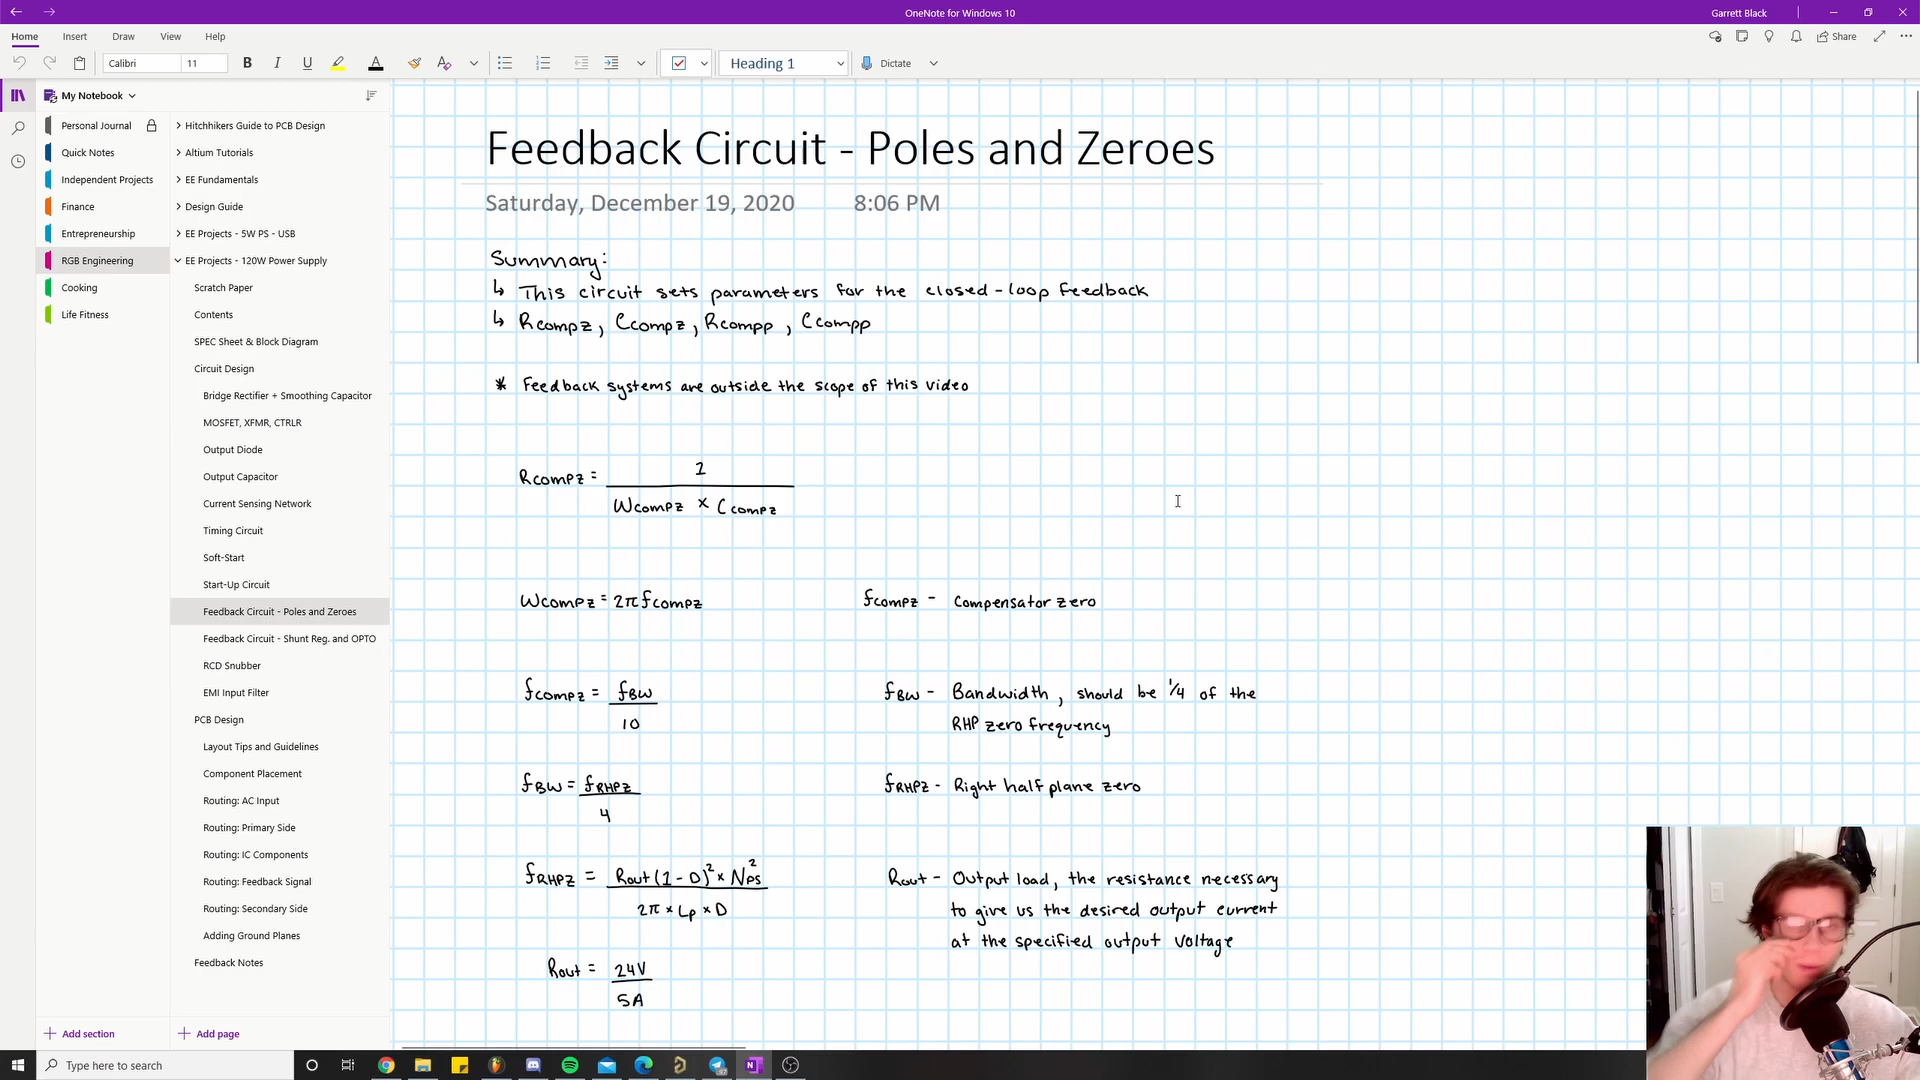 OneNote for Windows 10
Garrett Black
Home
Insert
Draw
View
Help
Share
Calibri
11
B
I
U
A
Heading 1
Dictate
My Notebook
Personal Journal
Quick Notes
Independent Projects
Finance
Entrepreneurship
RGB Engineering
Cooking
Life Fitness
Add section
Hitchhikers Guide to PCB Design
Altium Tutorials
EE Fundamentals
Design Guide
EE Projects - 5W PS - USB
EE Projects - 120W Power Supply
Scratch Paper
Contents
SPEC Sheet & Block Diagram
Circuit Design
Bridge Rectifier + Smoothing Capacitor
MOSFET, XFMR, CTRLR
Output Diode
Output Capacitor
Current Sensing Network
Timing Circuit
Soft-Start
Start-Up Circuit
Feedback Circuit - Poles and Zeroes
Feedback Circuit - Shunt Reg. and OPTO
RCD Snubber
EMI Input Filter
PCB Design
Layout Tips and Guidelines
Component Placement
Routing: AC Input
Routing: Primary Side
Routing: IC Components
Routing: Feedback Signal
Routing: Secondary Side
Adding Ground Planes
Feedback Notes
Add page
Feedback Circuit - Poles and Zeroes
Saturday, December 19, 2020 8:06 PM
Summary:
↳ This circuit sets parameters for the closed-loop feedback
↳ Rcompz, Ccompz, Rcompp, Ccompp
* Feedback systems are outside the scope of this video
Rcompz = 1
Wcompz × Ccompz
Wcompz = 2π fcompz
fcompz - Compensator zero
fcompz = fBW
10
fBW - Bandwidth, should be 1/4 of the
RHP zero frequency
fBW = fRHPZ
4
fRHPZ - Right half plane zero
fRHPZ = Rout(1-D)² × Nps²
2π × Lp × D
Rout - Output load, the resistance necessary
to give us the desired output current
at the specified output voltage
Rout = 24V
5A
Type here to search